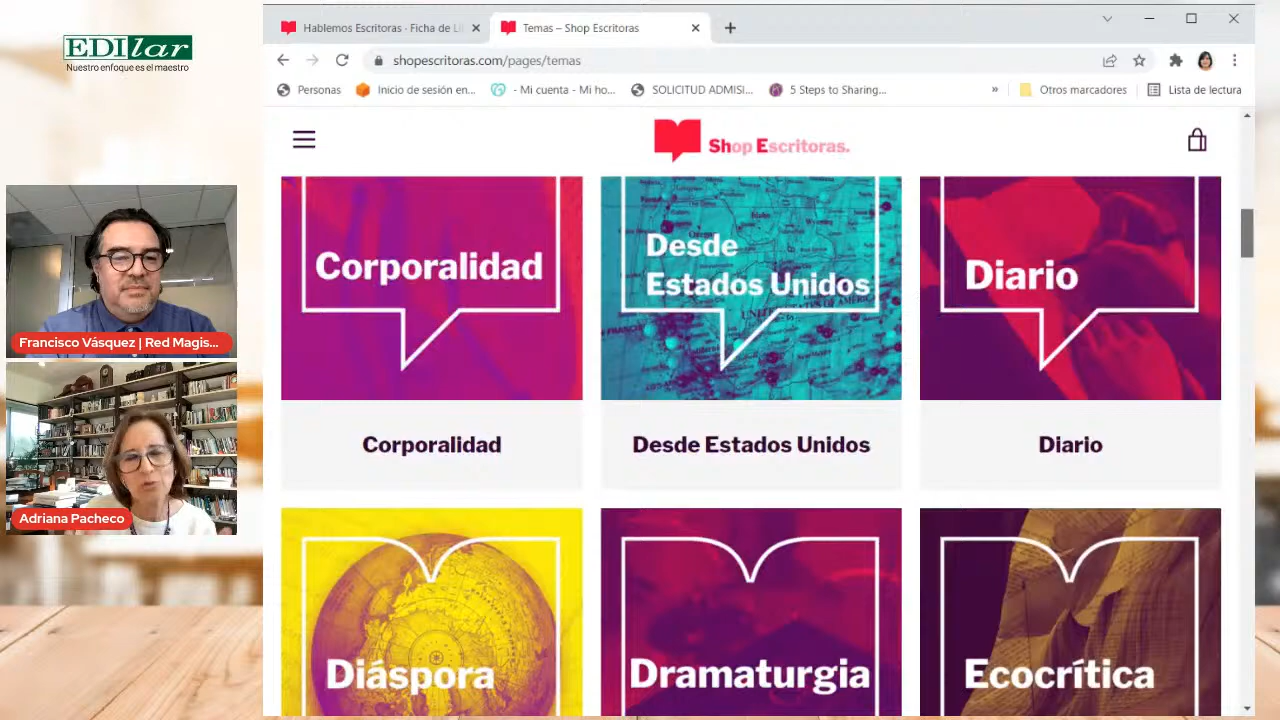 EDIlar
Nuestro enfoque es el maestro
Francisco Vásquez | Red Magis...
Adriana Pacheco
Hablemos Escritoras - Ficha de Li
Temas – Shop Escritoras
shopescritoras.com/pages/temas
Personas
Inicio de sesión en...
- Mi cuenta - Mi ho...
SOLICITUD ADMISI...
5 Steps to Sharing...
»
Otros marcadores
Lista de lectura
Shop Escritoras.
Corporalidad
Desde
Estados Unidos
Diario
Corporalidad
Desde Estados Unidos
Diario
Diáspora
Dramaturgia
Ecocrítica